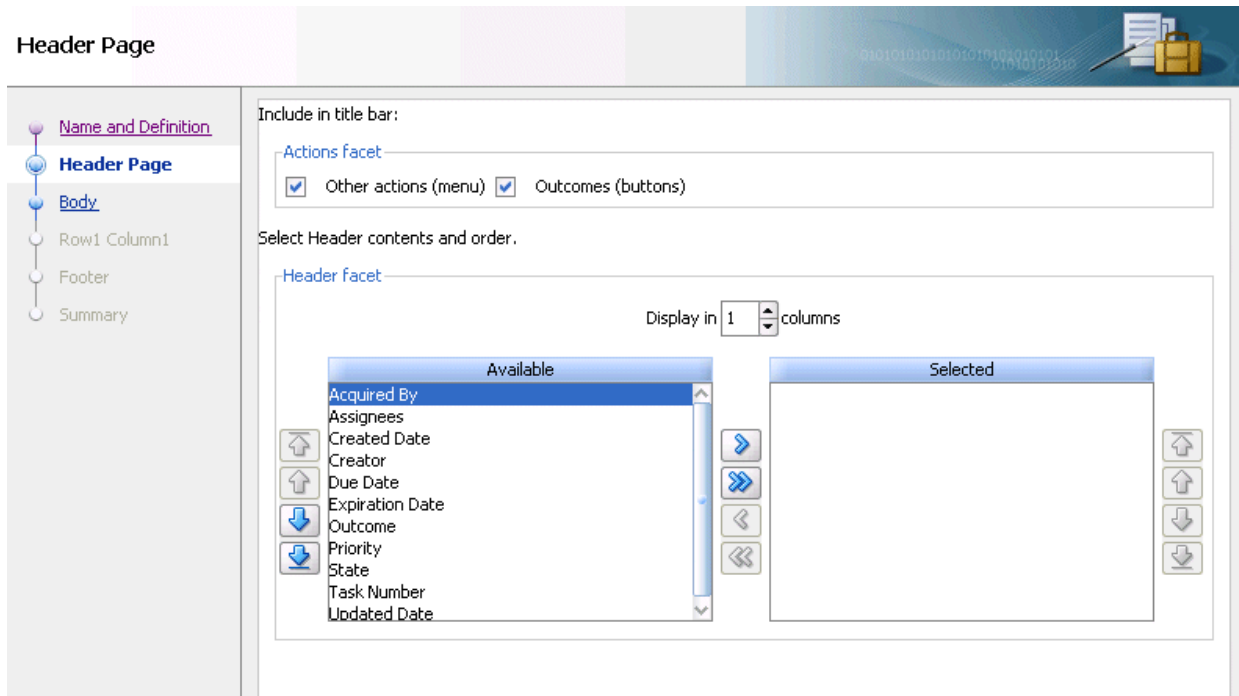 Header Page
Name and Definition
Header Page
Body
Row1 Column1
Footer
Summary
Include in title bar:
Actions facet
Other actions (menu) Outcomes (buttons)
Select Header contents and order.
Header facet
Display in 1 columns
Available
Acquired By
Assignees
Created Date
Creator
Due Date
Expiration Date
Outcome
Priority
State
Task Number
Updated Date
Selected